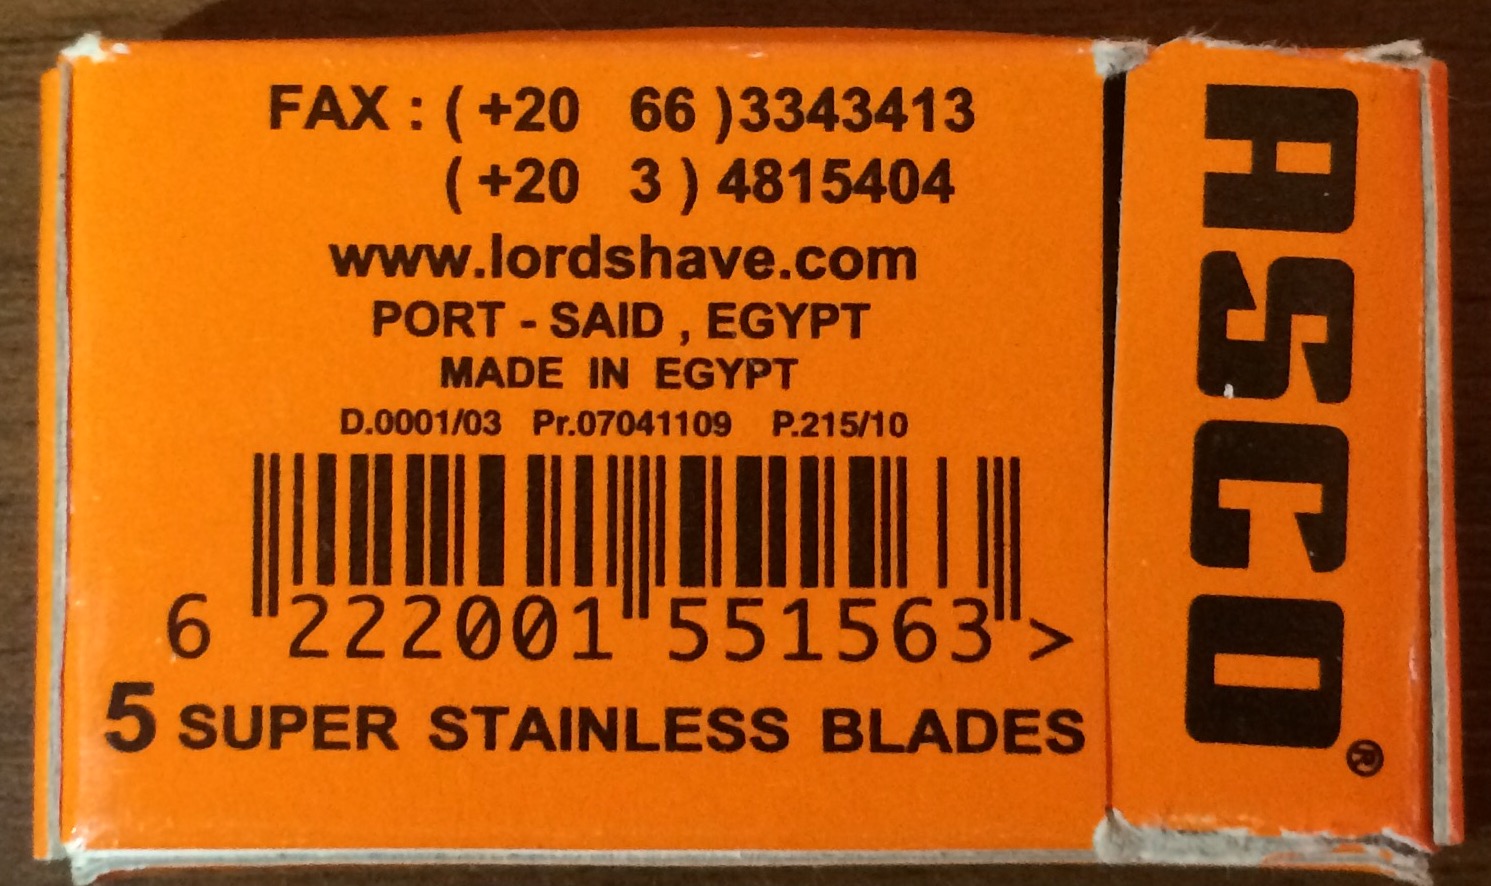 FAX : ( +20 66 )3343413
( +20 3 ) 4815404
www.lordshave.com
PORT - SAID , EGYPT
MADE IN EGYPT
D.0001/03 Pr.07041109 P.215/10
6 222001 551563 >
5 SUPER STAINLESS BLADES
ASCO®